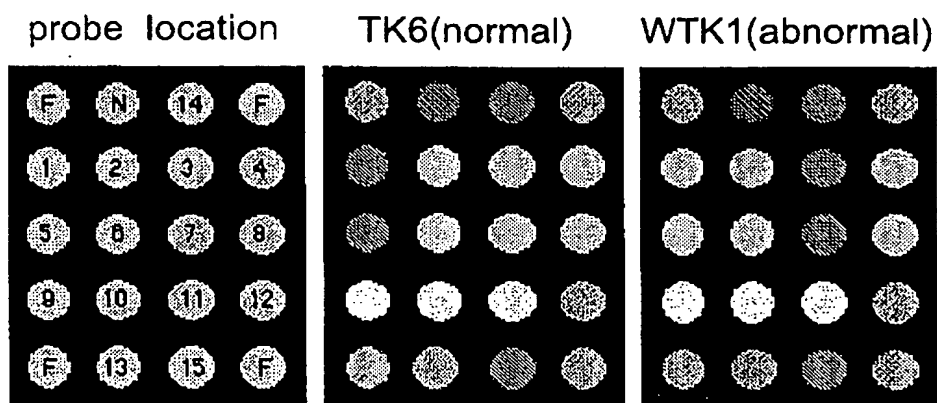 probe location TK6(normal) WTK1(abnormal)
F N 14 F
1 2 3 4
5 6 7 8
9 10 11 12
F 13 15 F